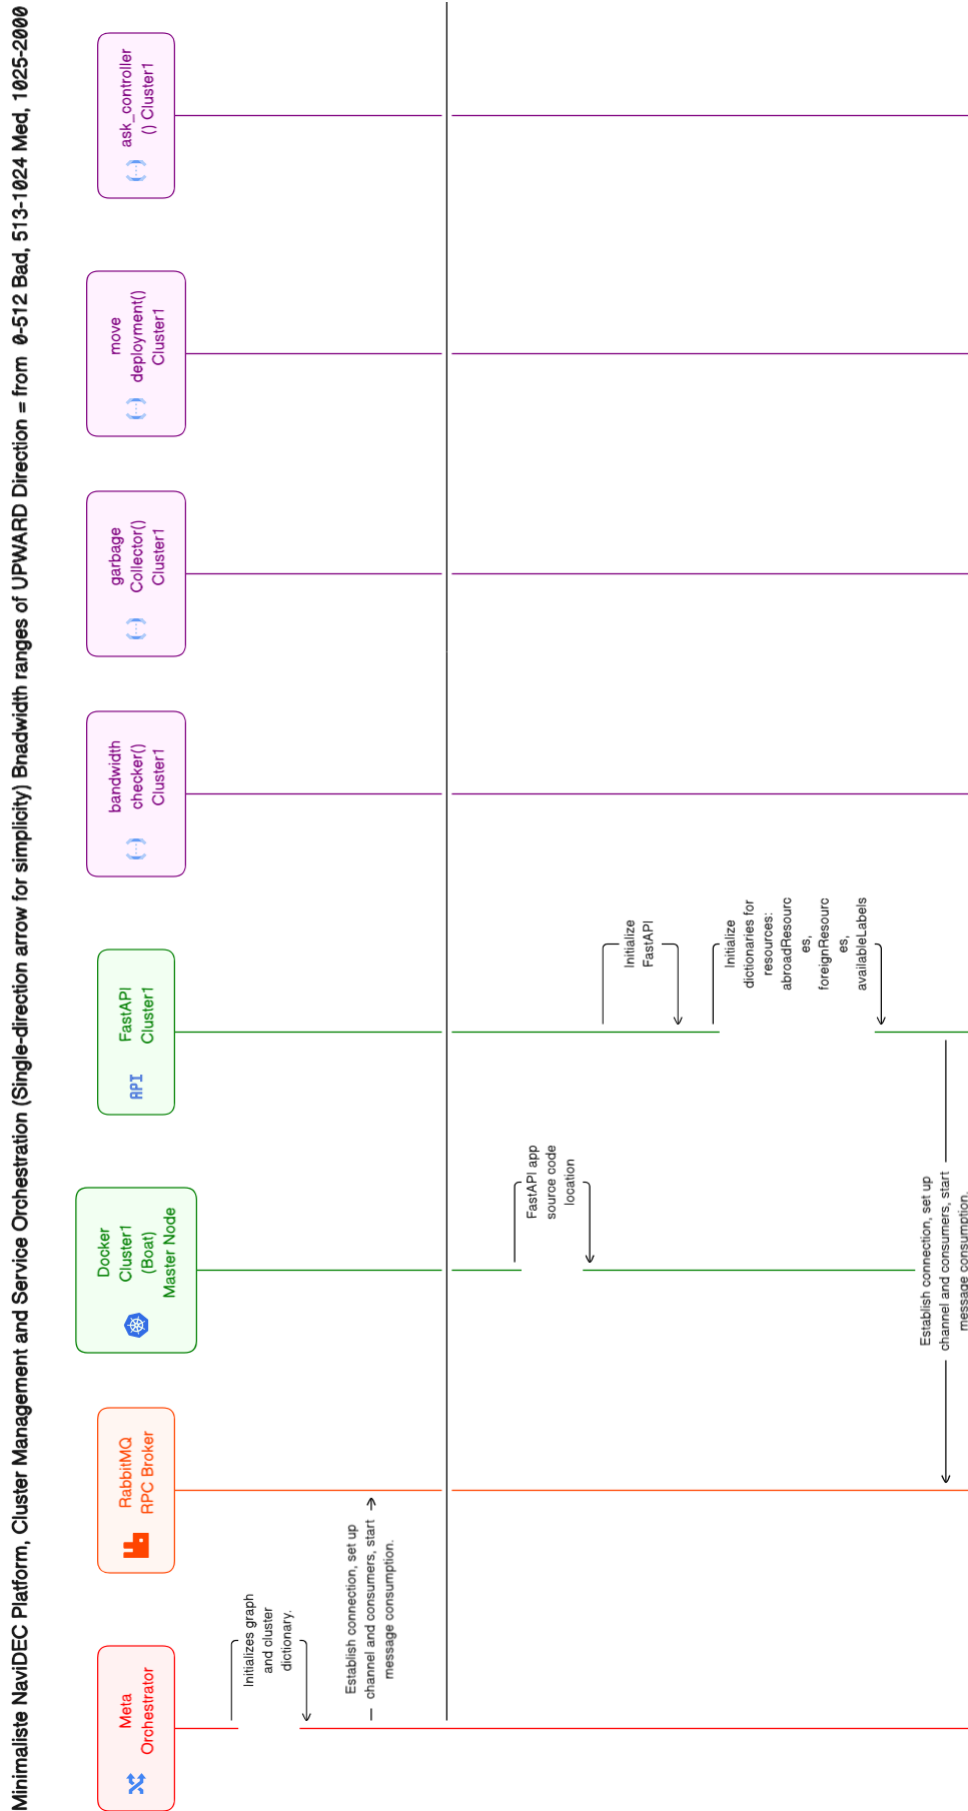 Minimaliste NaviDEC Platform, Cluster Management and Service Orchestration (Single-direction arrow for simplicity) Bnadwidth ranges of UPWARD Direction = from 0-512 Bad, 513-1024 Med, 1025-2000
Meta
Orchestrator
RabbitMQ
RPC Broker
Docker
Cluster1
(Boat)
Master Node
API
FastAPI
Cluster1
bandwidth
checker()
Cluster1
garbage
Collector()
Cluster1
move
deployment()
Cluster1
ask_controller
() Cluster1
Initializes graph
and cluster
dictionary.
Establish connection, set up
channel and consumers, start
message consumption.
FastAPI app
source code
location
Initialize
FastAPI
Initialize
dictionaries for
resources:
abroadResourc
es,
foreignResourc
es,
availableLabels
Establish connection, set up
channel and consumers, start
message consumption.